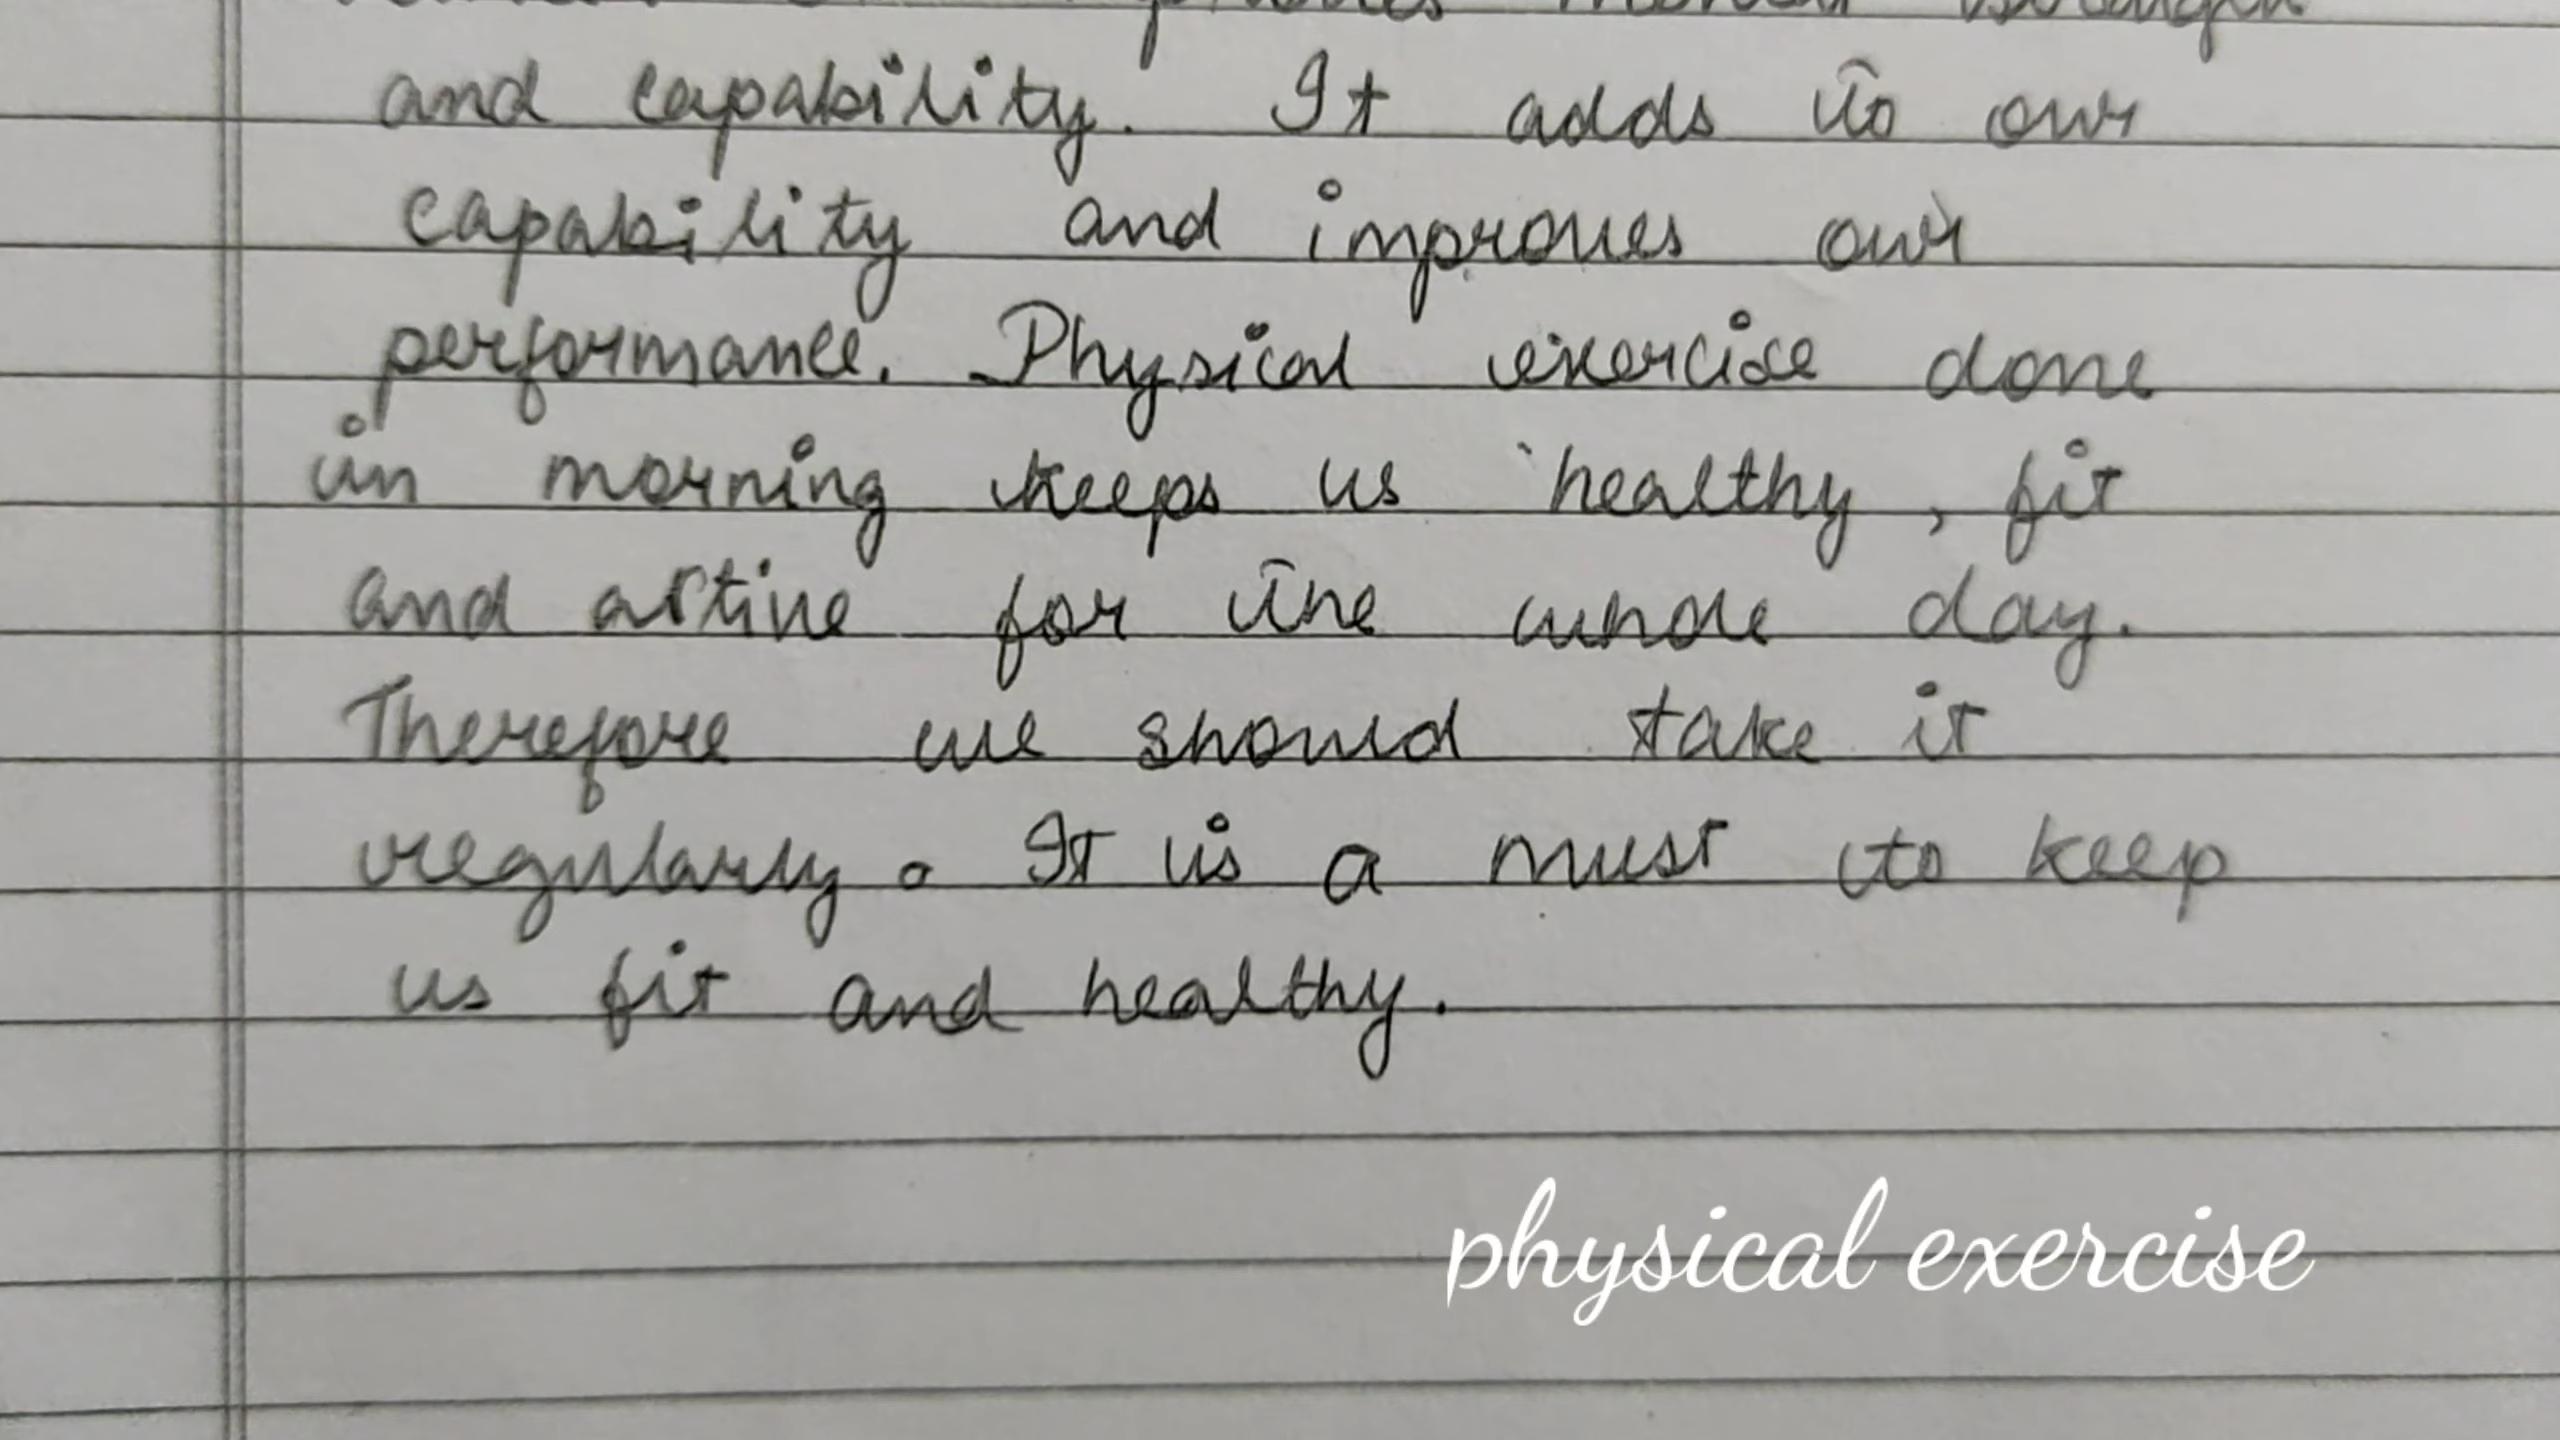 and capability. It adds to our
capability and improves our
performance. Physical exercise done
in morning keeps us healthy, fit
and active for the whole day.
Therefore we should take it
regularly. It is a must to keep
us fit and healthy.
physical exercise